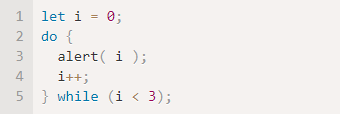 1 let i = 0;
2 do {
3   alert( i );
4   i++;
5 } while (i < 3);